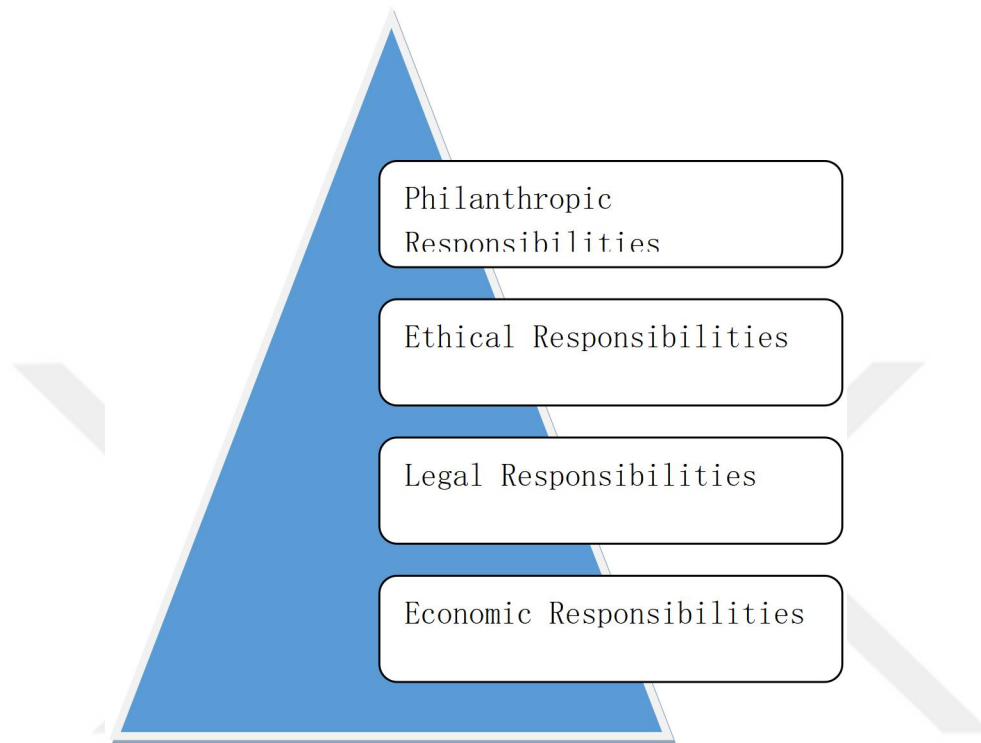 Philanthropic
Responsibilities
Ethical Responsibilities
Legal Responsibilities
Economic Responsibilities